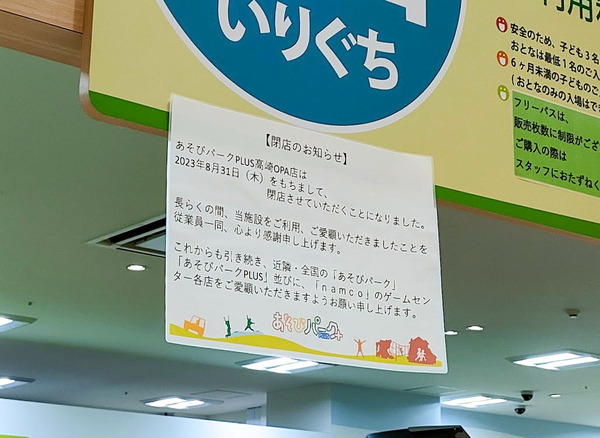 いりぐち
安全のため、子ども3名
おとなは最低1名のご入
6ヶ月未満の子どものご
(おとなのみの入場はで
フリーパスは、
販売枚数に制限がござ
ご購入の際は
スタッフにおたずねく
【閉店のお知らせ】
あそびパークPLUS高崎OPA店は
2023年8月31日(木)をもちまして、
閉店させていただくことになりました。
長らくの間、当施設をご利用、ご愛顧いただきましたことを
従業員一同、心より感謝申し上げます。
これからも引き続き、近隣・全国の「あそびパーク」
「あそびパークPLUS」並びに、「namco」のゲームセン
ター各店をご愛顧いただきますようお願い申し上げます。
あそびパーク PLUS